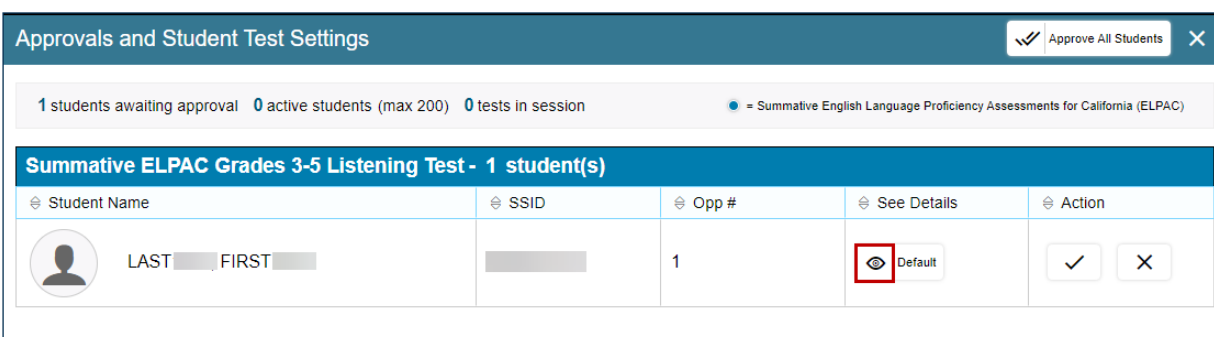 Approvals and Student Test Settings
Approve All Students
1 students awaiting approval 0 active students (max 200) 0 tests in session
= Summative English Language Proficiency Assessments for California (ELPAC)
Summative ELPAC Grades 3-5 Listening Test - 1 student(s)
Student Name SSID Opp # See Details Action
LAST , FIRST 1 Default